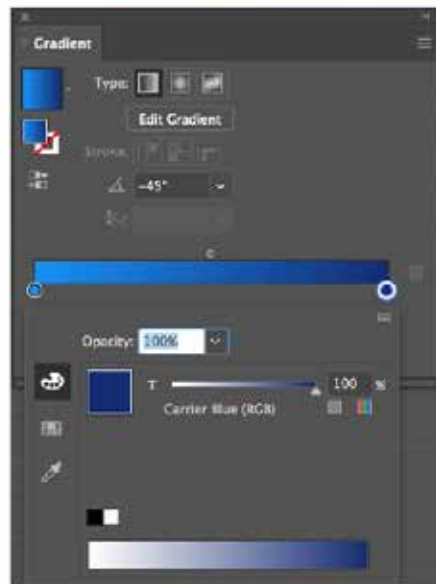 Gradient
Type:
Edit Gradient
Stroke:
-45°
Opacity: 100%
T 100 %
Carrier Blue (RGB)